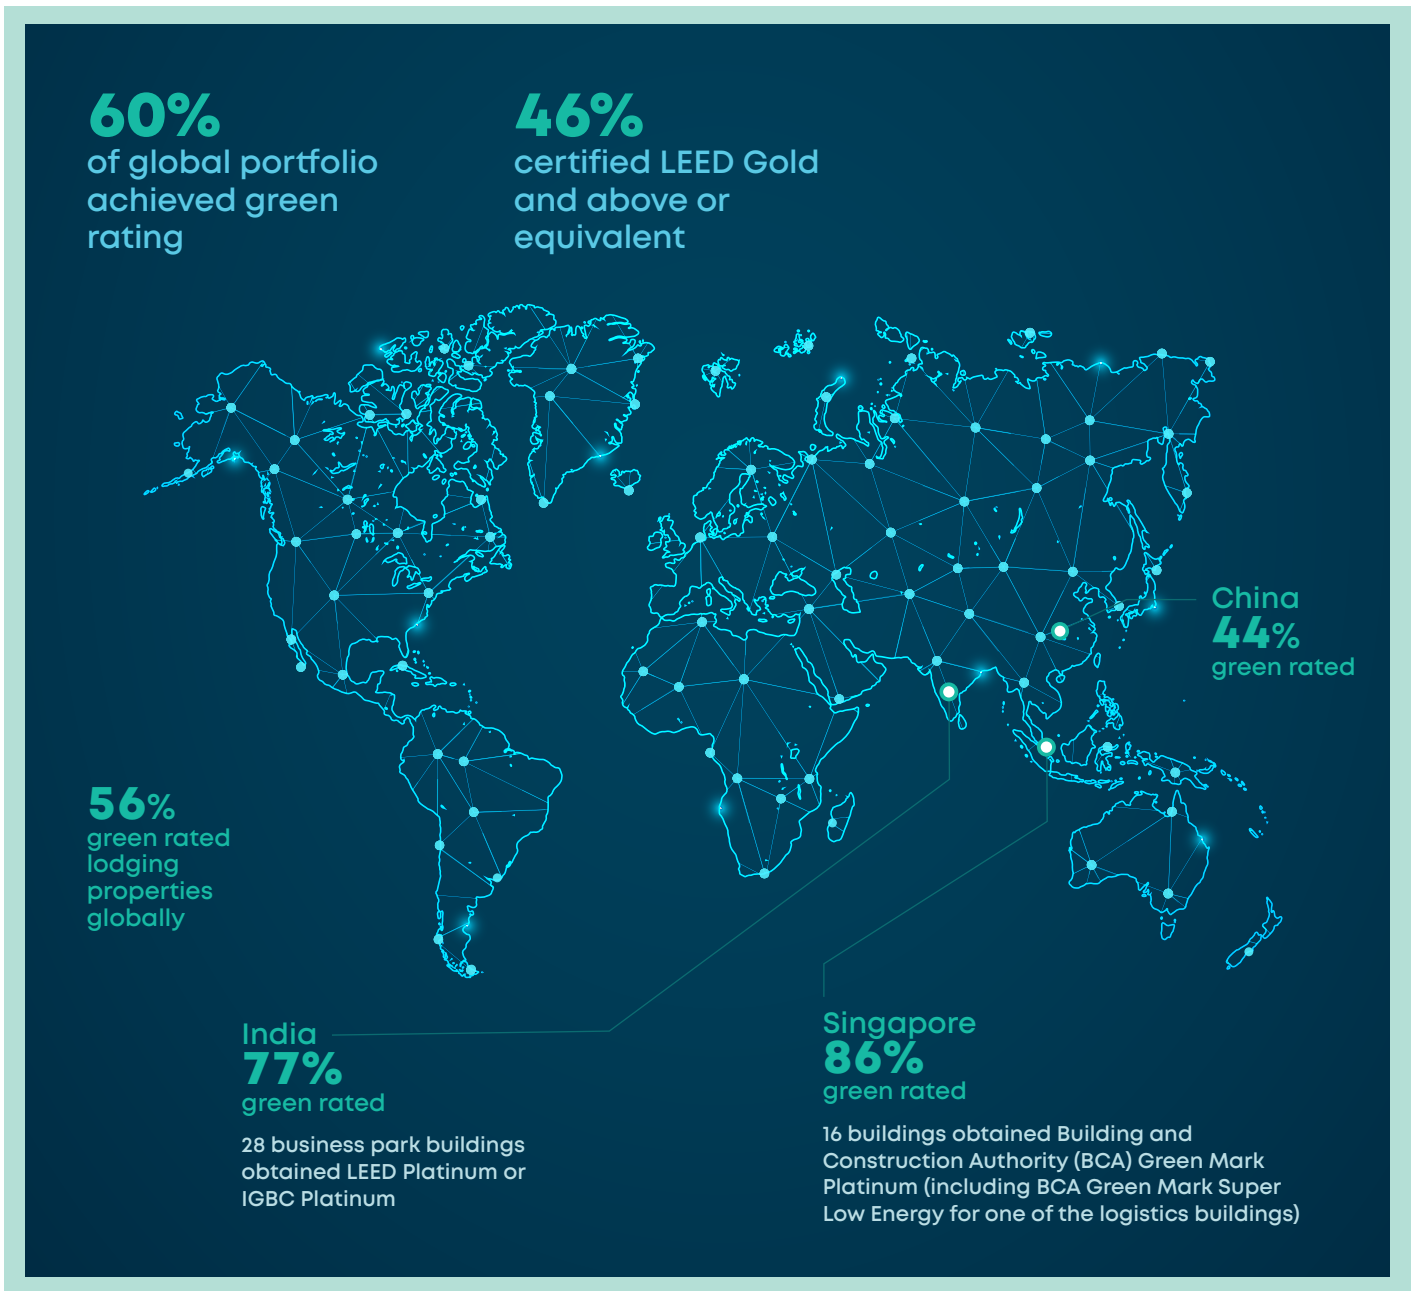 60%
of global portfolio
achieved green
rating
46%
certified LEED Gold
and above or
equivalent
China
44%
green rated
56%
green rated
lodging
properties
globally
India
77%
green rated
28 business park buildings
obtained LEED Platinum or
IGBC Platinum
Singapore
86%
green rated
16 buildings obtained Building and
Construction Authority (BCA) Green Mark
Platinum (including BCA Green Mark Super
Low Energy for one of the logistics buildings)